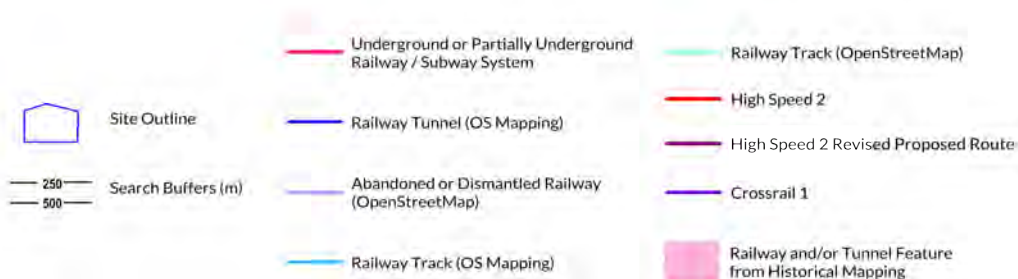 Site Outline
250
500
Search Buffers (m)
Underground or Partially Underground
Railway / Subway System
Railway Tunnel (OS Mapping)
Abandoned or Dismantled Railway
(OpenStreetMap)
Railway Track (OS Mapping)
Railway Track (OpenStreetMap)
High Speed 2
High Speed 2 Revised Proposed Route
Crossrail 1
Railway and/or Tunnel Feature
from Historical Mapping